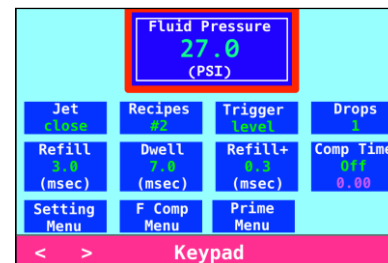 Fluid Pressure
27.0
(PSI)
Jet Recipes Trigger Drops
close #2 level 1
Refill Dwell Refill+ Comp Time
3.0 7.0 0.3 Off
(msec) (msec) (msec) 0.00
Setting F Comp Prime
Menu Menu Menu
< > Keypad